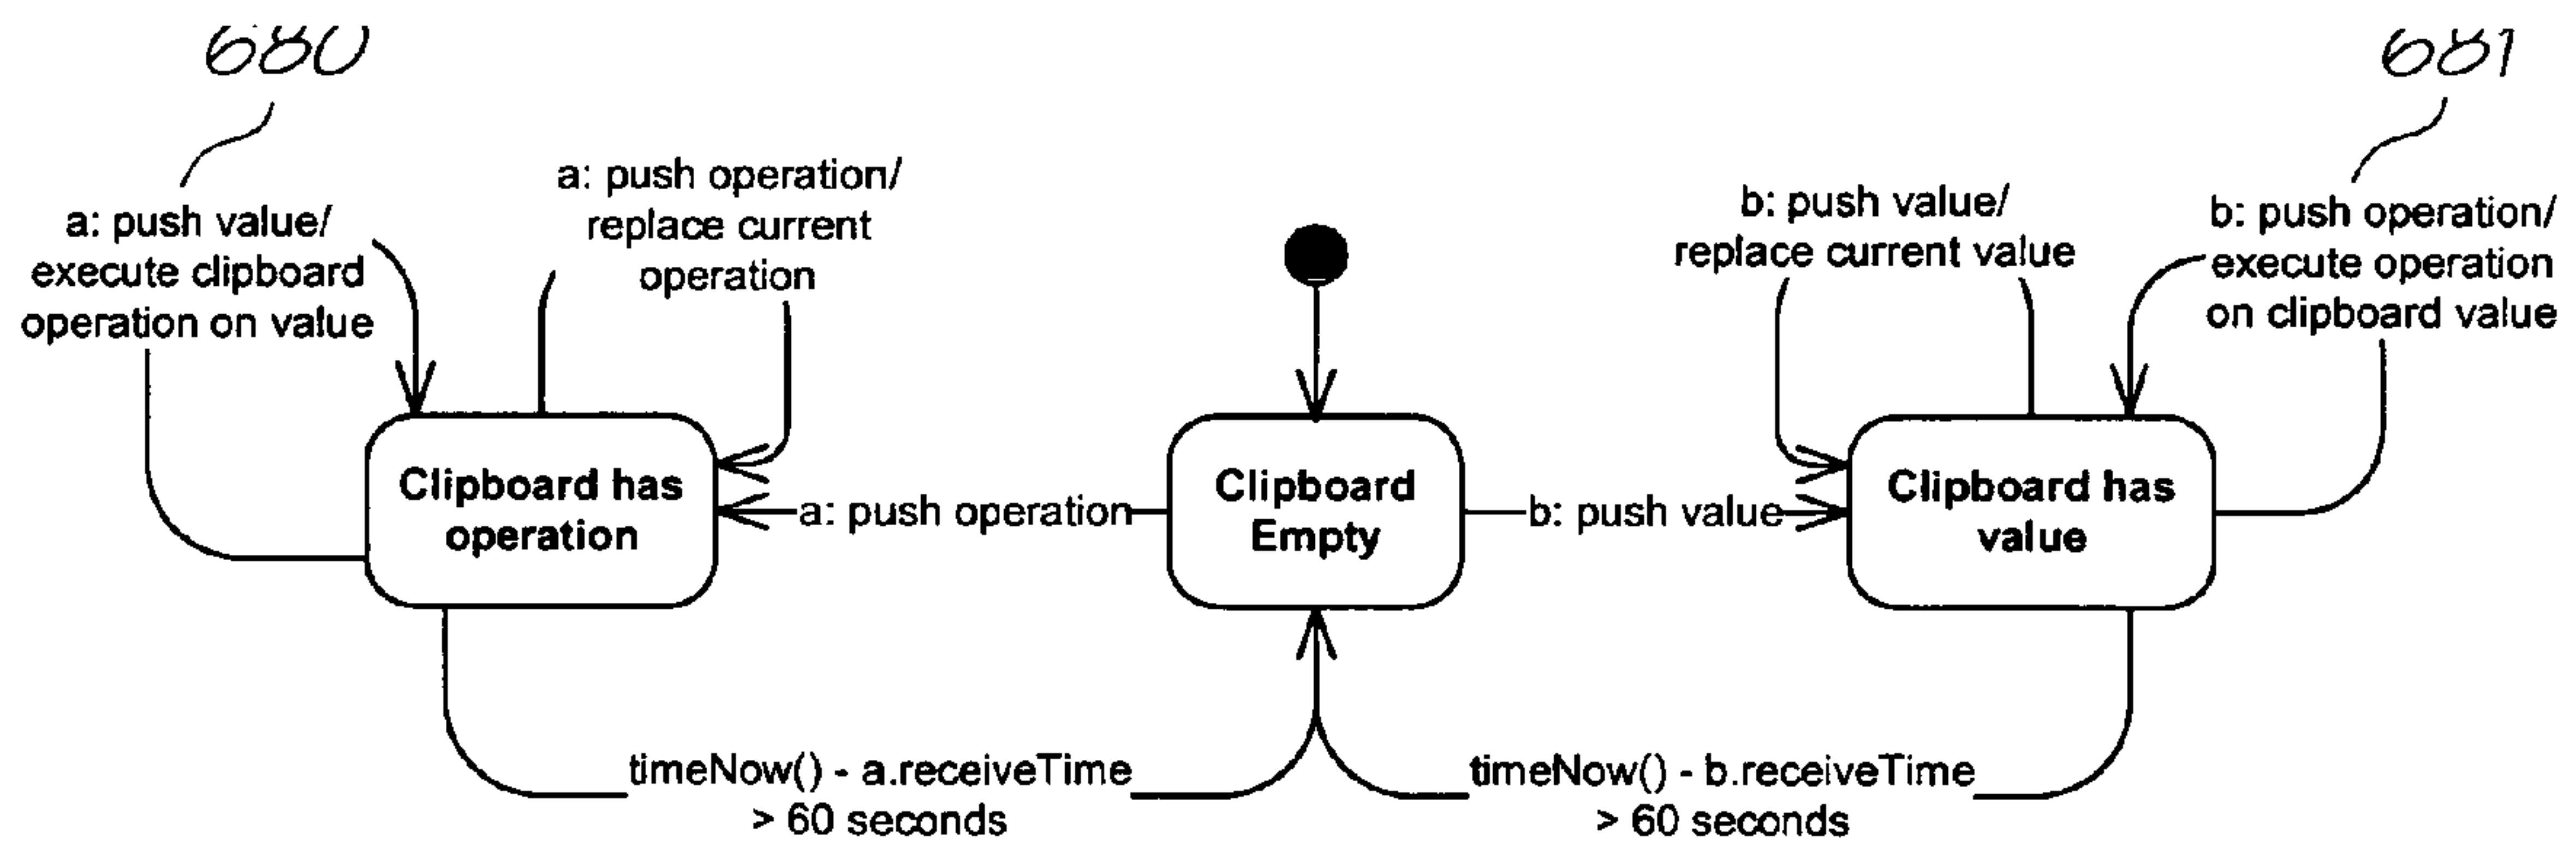 680
681
a: push value/
execute clipboard
operation on value
a: push operation/
replace current
operation
b: push value/
replace current value
b: push operation/
execute operation
on clipboard value
Clipboard has
operation
a: push operation
Clipboard
Empty
b: push value
Clipboard has
value
timeNow() - a.receiveTime
> 60 seconds
timeNow() - b.receiveTime
> 60 seconds